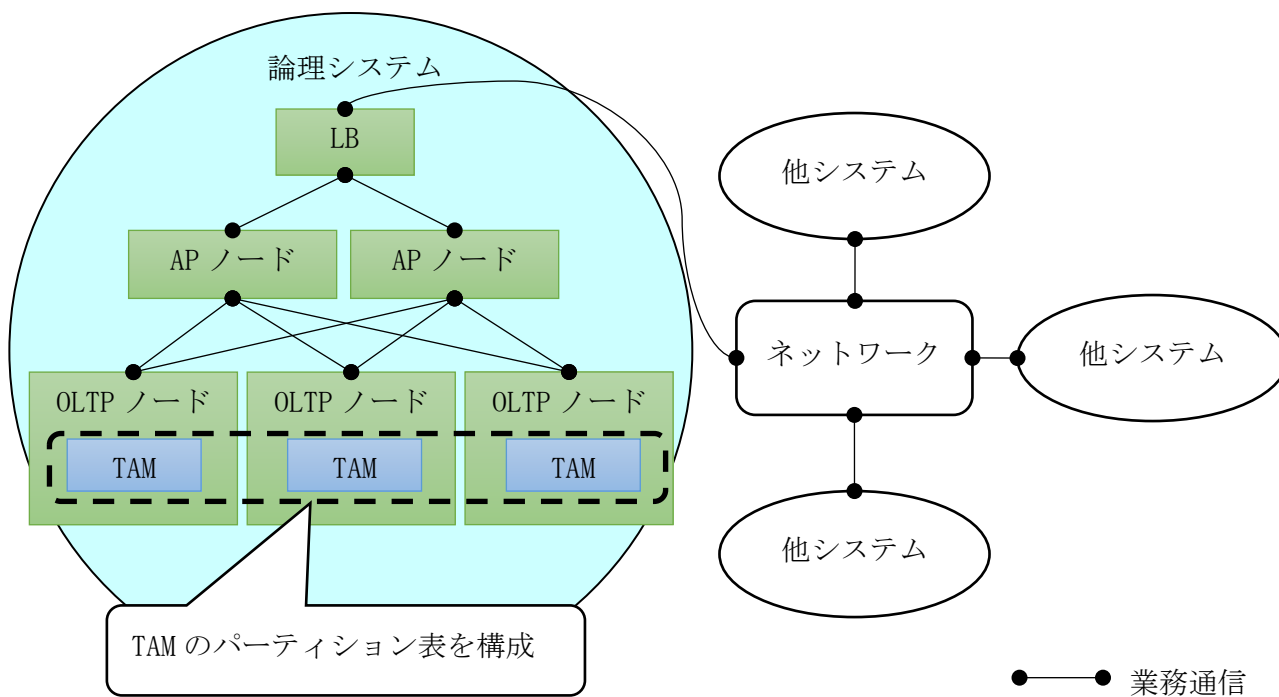 論理システム
LB
AP ノード
AP ノード
OLTP ノード
OLTP ノード
OLTP ノード
TAM
TAM
TAM
TAM のパーティション表を構成
他システム
ネットワーク
他システム
他システム
業務通信